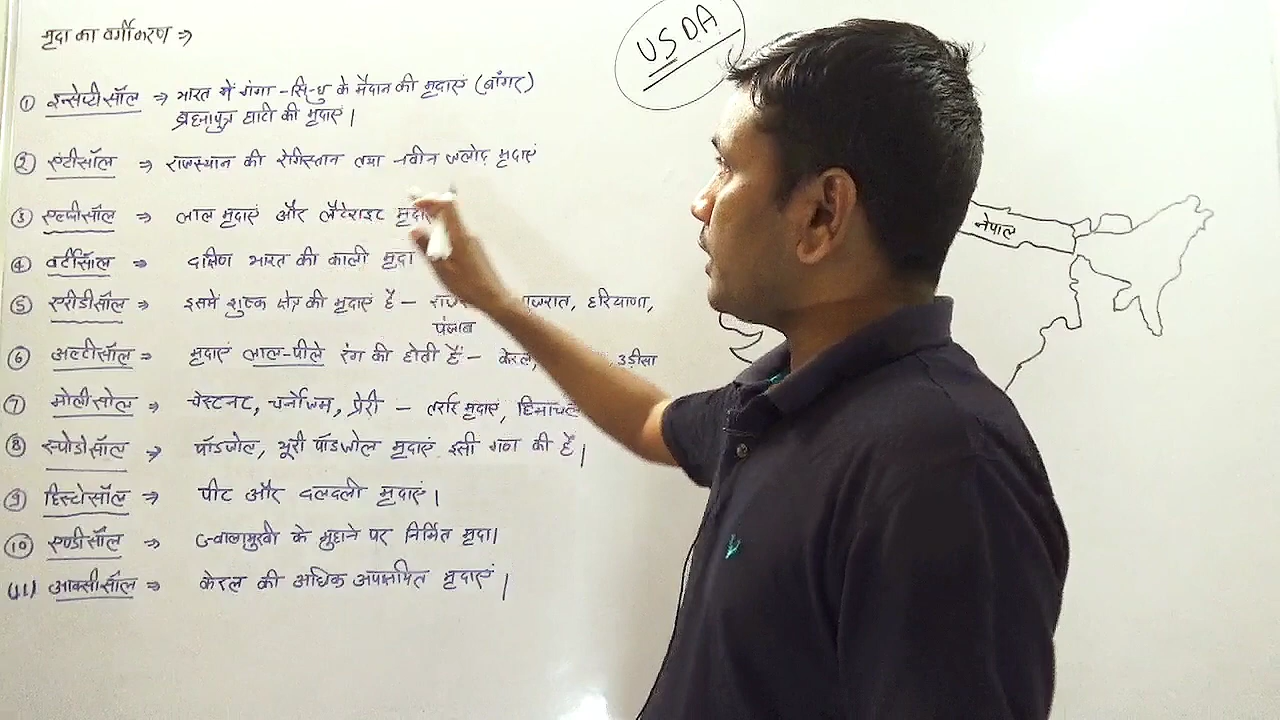 मृदा का वर्गीकरण ⇒
USDA
① इन्सेप्टीसॉल ⇒ भारत में गंगा-सिन्धु के मैदान की मृदाएं (बाँगर)
ब्रह्मपुत्र घाटी की मृदाएं।
② एंटीसॉल ⇒ राजस्थान की रेगिस्तान तथा नवीन जलोढ़ मृदाएं
③ एल्फीसॉल ⇒ लाल मृदाएं और लैटेराइट
④ वर्टीसॉल ⇒ दक्षिण भारत की काली मृदा
⑤ एरीडीसॉल ⇒ इसमें शुष्क क्षेत्र की मृदाएं हैं - हरियाणा,
पंजाब
⑥ अल्टीसॉल ⇒ मृदाएं लाल-पीले रंग की होती हैं - केरल, उड़ीसा
⑦ मोलीसोल ⇒ चेस्टनट, चर्नोजम, प्रेरी - तराई मृदाएं,
⑧ स्पोडोसॉल ⇒ पॉडजोल, भूरी पॉडजोल मृदाएं इसी गण की हैं।
⑨ हिस्टोसॉल ⇒ पीट और दलदली मृदाएं।
⑩ एण्डीसॉल ⇒ ज्वालामुखी के मुहाने पर निर्मित मृदा।
(11) आक्सीसॉल ⇒ केरल की अधिक अपक्षयित मृदाएं।
नेपाल